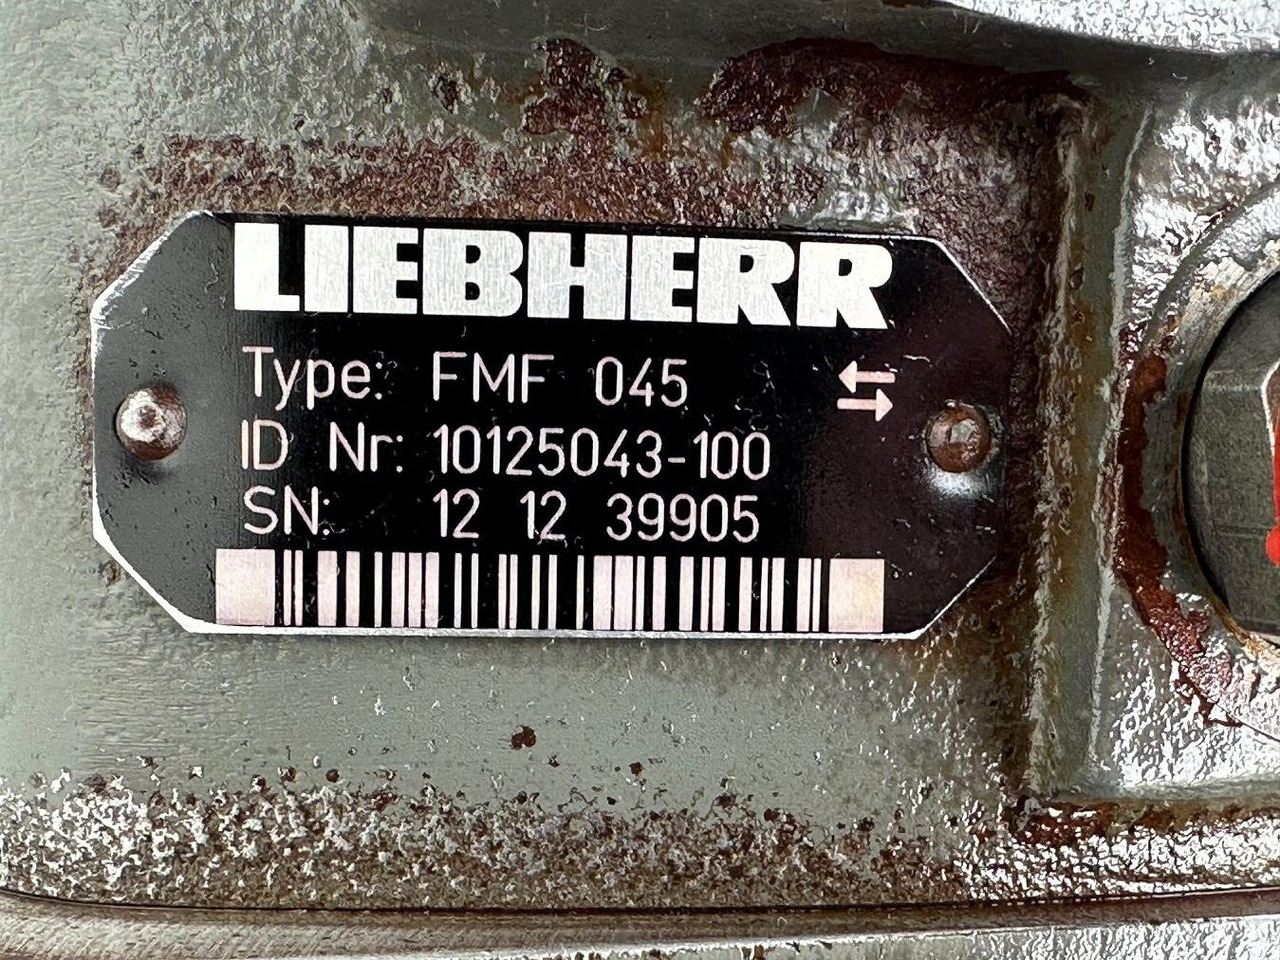 LIEBHERR
Type: FMF 045
ID Nr: 10125043-100
SN: 12 12 39905